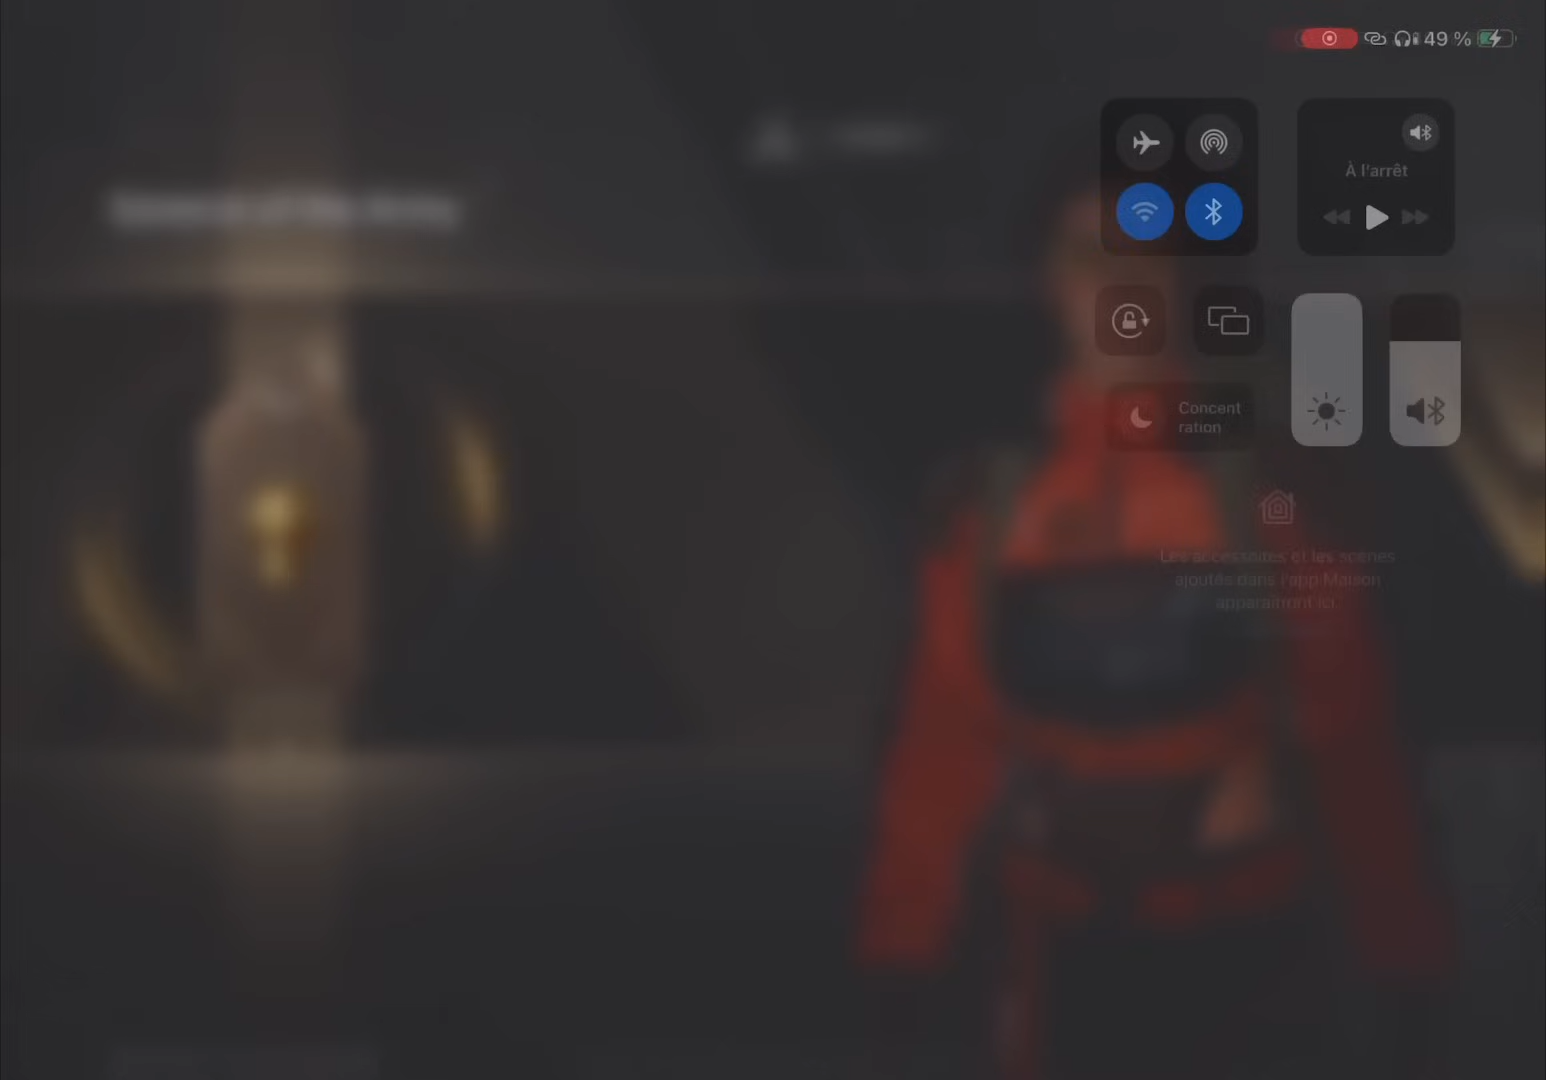 49 %
À l'arrêt
Concent
ration
Les accessoires et les scènes
ajoutés dans l'app Maison
apparaîtront ici.